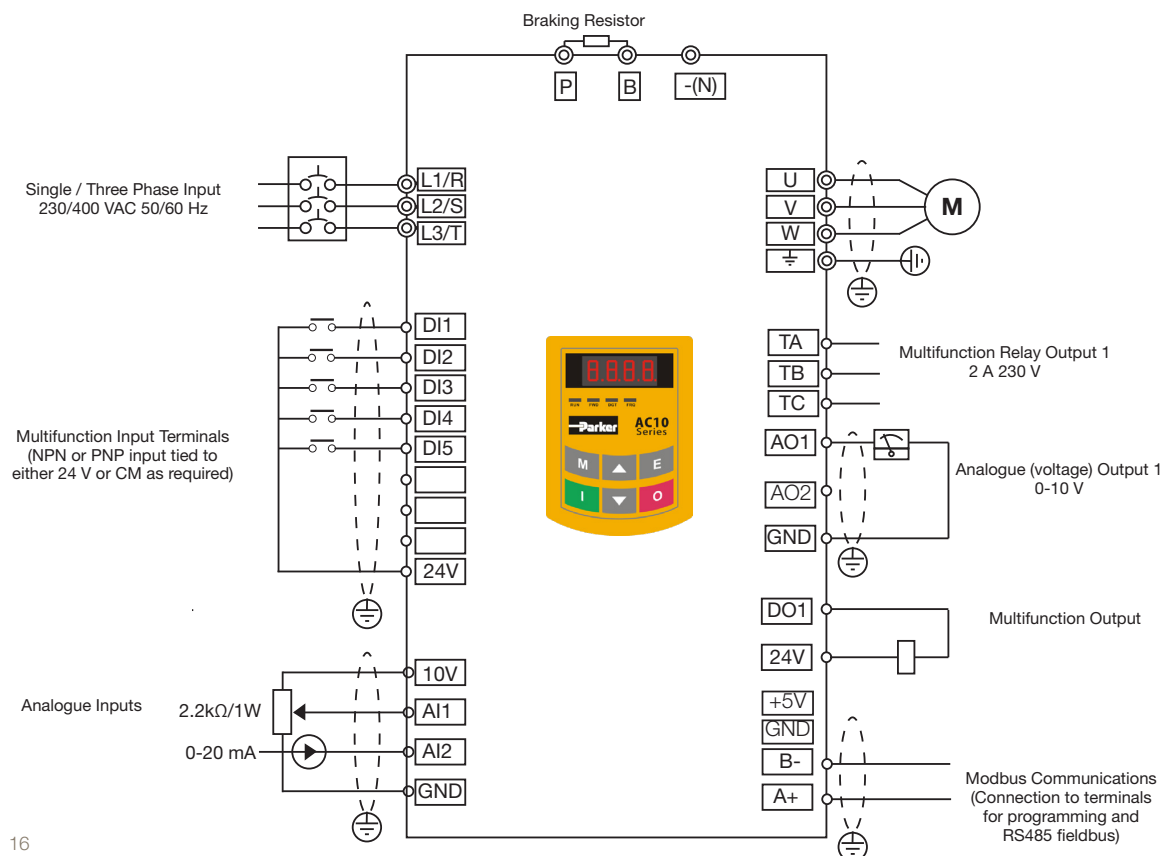 Braking Resistor
P
B
-(N)
Single / Three Phase Input
230/400 VAC 50/60 Hz
L1/R
L2/S
L3/T
U
V
W
M
DI1
DI2
DI3
DI4
DI5
24V
Multifunction Input Terminals
(NPN or PNP input tied to
either 24 V or CM as required)
8.8.8.8
RUN FWD DGT FRQ
Parker
AC10
Series
M
E
I
O
TA
TB
TC
Multifunction Relay Output 1
2 A 230 V
AO1
AO2
GND
Analogue (voltage) Output 1
0-10 V
DO1
24V
Multifunction Output
Analogue Inputs
2.2kΩ/1W
0-20 mA
10V
AI1
AI2
GND
+5V
GND
B-
A+
Modbus Communications
(Connection to terminals
for programming and
RS485 fieldbus)
16